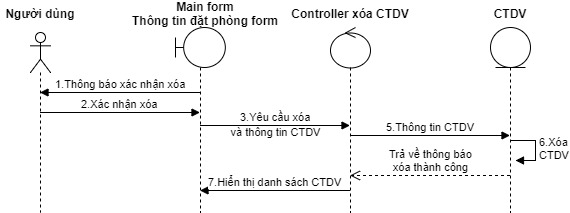 Người dùng
Main form
Thông tin đặt phòng form
Controller xóa CTDV
CTDV
1.Thông báo xác nhận xóa
2.Xác nhận xóa
3.Yêu cầu xóa
và thông tin CTDV
5.Thông tin CTDV
6.Xóa
CTDV
Trả về thông báo
xóa thành công
7.Hiển thị danh sách CTDV